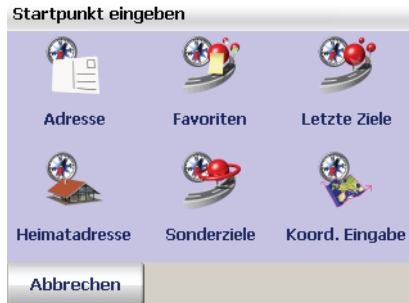 Startpunkt eingeben
Adresse Favoriten Letzte Ziele
Heimatadresse Sonderziele Koord. Eingabe
Abbrechen